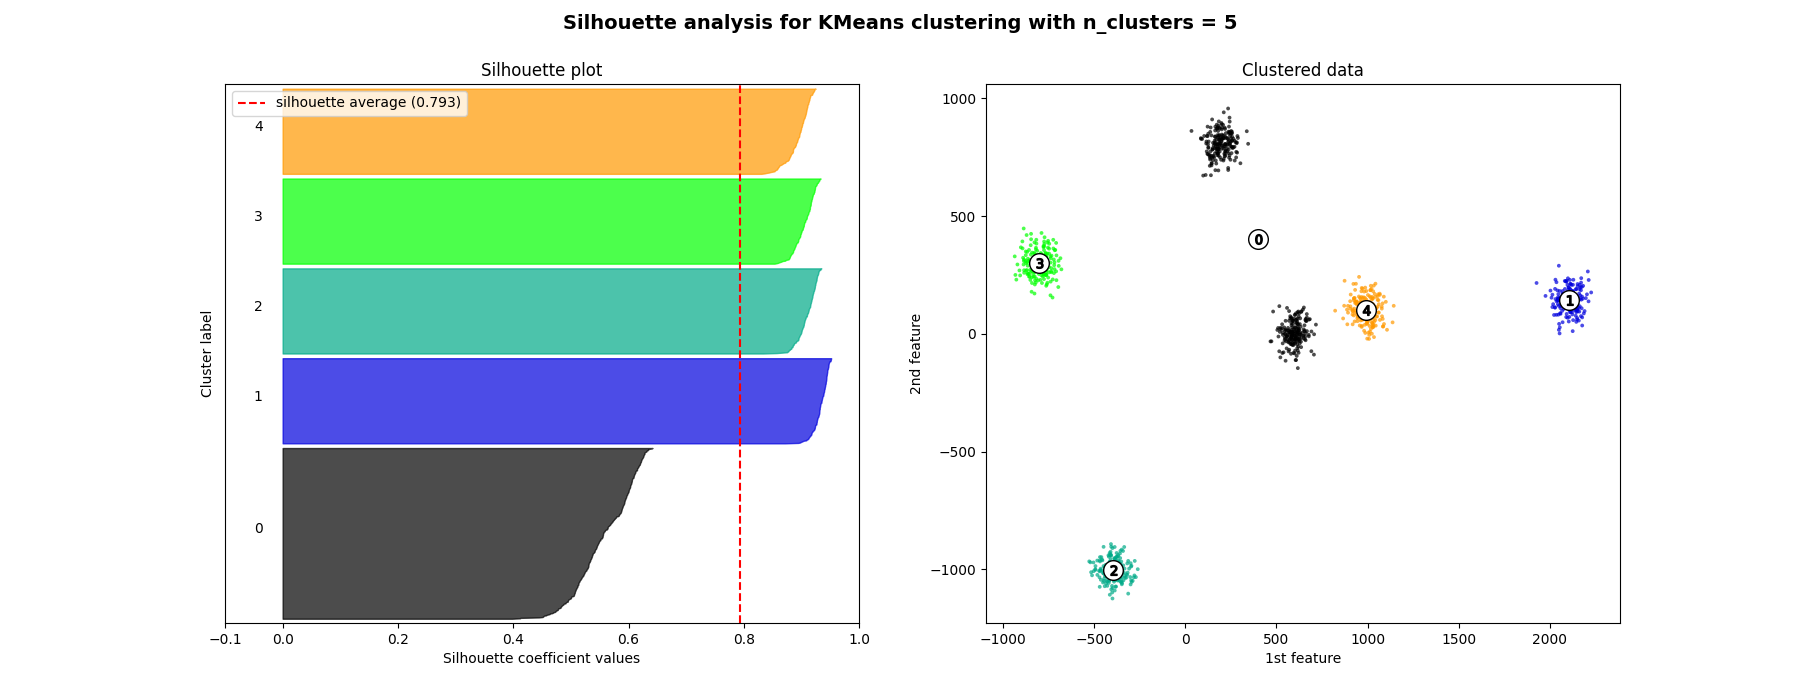 Silhouette analysis for KMeans clustering with n_clusters = 5
Silhouette plot
silhouette average (0.793)
4
3
2
1
0
Cluster label
−0.1 0.0 0.2 0.4 0.6 0.8 1.0
Silhouette coefficient values
Clustered data
1000
500
0
−500
−1000
2nd feature
0
3
1
4
2
−1000 −500 0 500 1000 1500 2000
1st feature